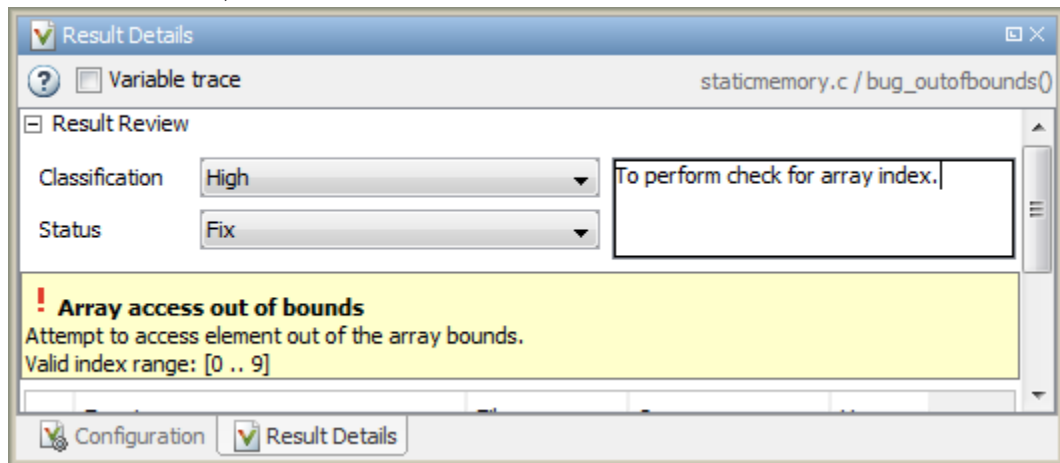 Result Details
Variable trace
staticmemory.c / bug_outofbounds()
Result Review
Classification
High
To perform check for array index.
Status
Fix
! Array access out of bounds
Attempt to access element out of the array bounds.
Valid index range: [0 .. 9]
Configuration
Result Details